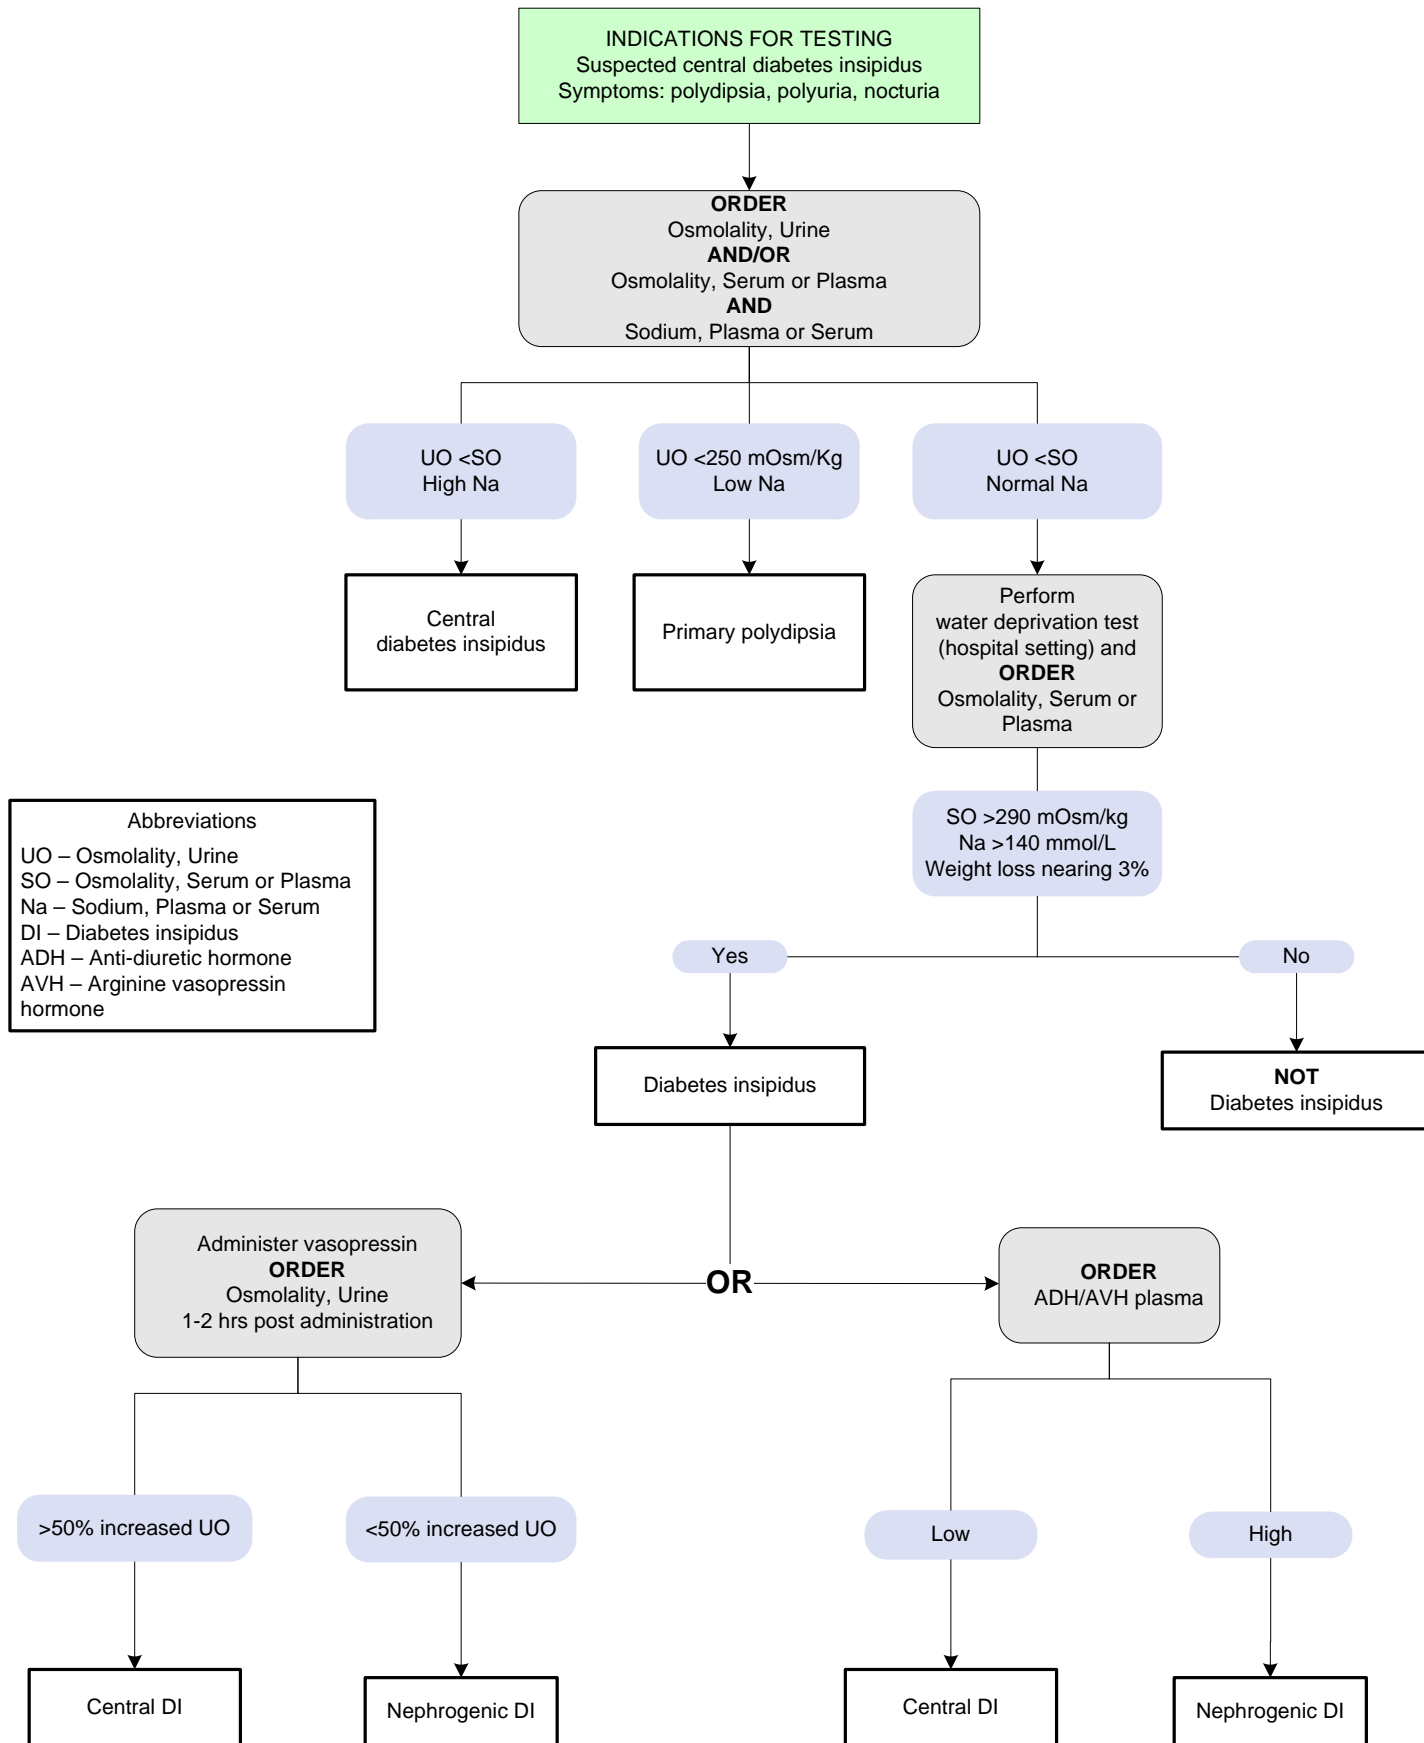 INDICATIONS FOR TESTING
Suspected central diabetes insipidus
Symptoms: polydipsia, polyuria, nocturia
ORDER
Osmolality, Urine
AND/OR
Osmolality, Serum or Plasma
AND
Sodium, Plasma or Serum
UO <SO
High Na
UO <250 mOsm/Kg
Low Na
UO <SO
Normal Na
Central
diabetes insipidus
Primary polydipsia
Perform
water deprivation test
(hospital setting) and
ORDER
Osmolality, Serum or
Plasma
SO >290 mOsm/kg
Na >140 mmol/L
Weight loss nearing 3%
Abbreviations
UO – Osmolality, Urine
SO – Osmolality, Serum or Plasma
Na – Sodium, Plasma or Serum
DI – Diabetes insipidus
ADH – Anti-diuretic hormone
AVH – Arginine vasopressin
hormone
Yes
No
Diabetes insipidus
NOT
Diabetes insipidus
Administer vasopressin
ORDER
Osmolality, Urine
1-2 hrs post administration
OR
ORDER
ADH/AVH plasma
>50% increased UO
<50% increased UO
Low
High
Central DI
Nephrogenic DI
Central DI
Nephrogenic DI